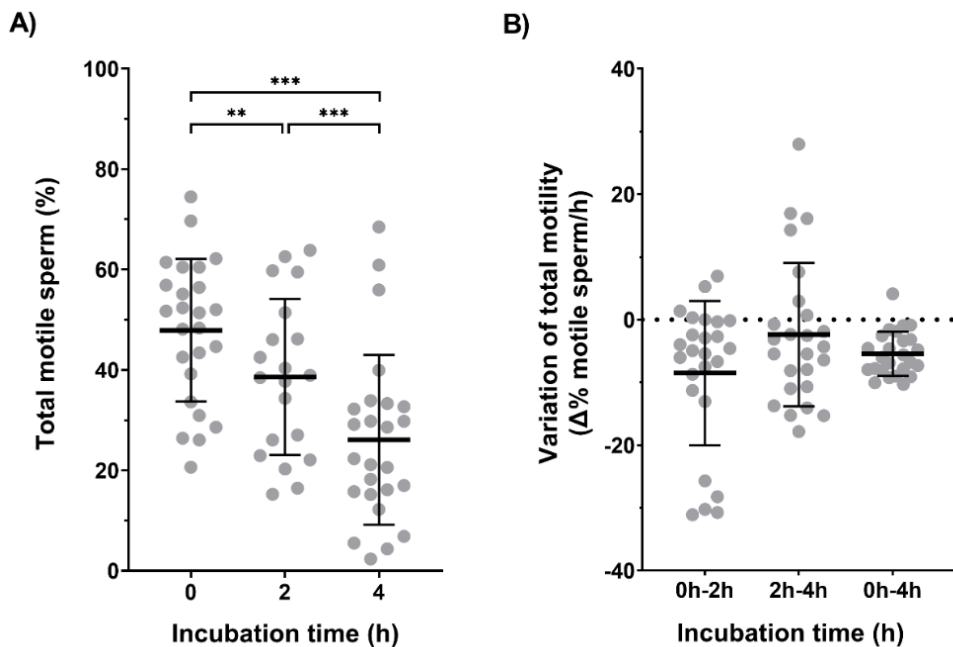 A)
B)
Total motile sperm (%)
100
80
60
40
20
0
***
**
***
0
2
4
Incubation time (h)
Variation of total motility
(Δ% motile sperm/h)
40
20
0
-20
-40
0h-2h
2h-4h
0h-4h
Incubation time (h)